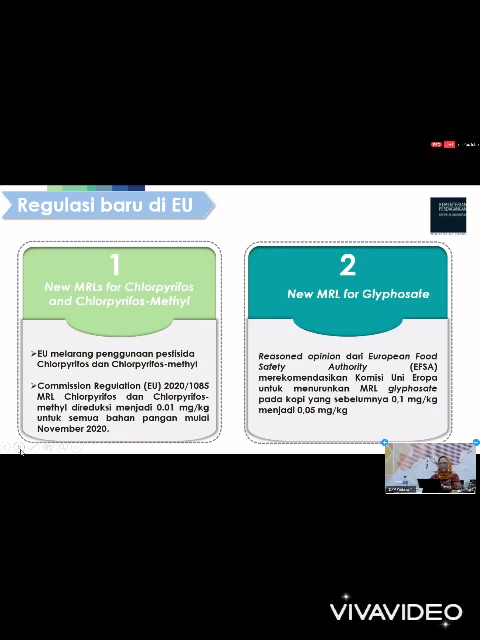 REC
Regulasi baru di EU
KEMENTERIAN
PERDAGANGAN
1
New MRLs for Chlorpyrifos
and Chlorpyrifos-Methyl
➢EU melarang penggunaan pestisida
Chlorpyrifos dan Chlorpyrifos-methyl
➢Commission Regulation (EU) 2020/1085
MRL Chlorpyrifos dan Chlorpyrifos-
methyl direduksi menjadi 0.01 mg/kg
untuk semua bahan pangan mulai
November 2020.
2
New MRL for Glyphosate
Reasoned opinion dari European Food
Safety Authority (EFSA)
merekomendasikan Komisi Uni Eropa
untuk menurunkan MRL glyphosate
pada kopi yang sebelumnya 0,1 mg/kg
menjadi 0,05 mg/kg
VIVAVIDEO